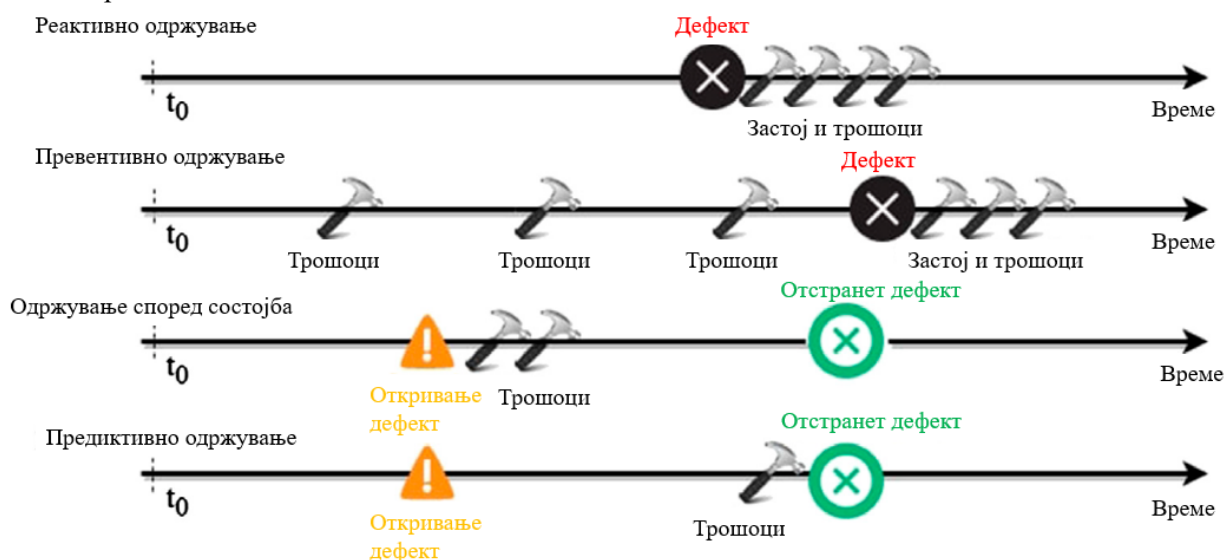 Реактивно одржување
Дефект
t0
Време
Застој и трошоци
Превентивно одржување
Дефект
t0
Време
Трошоци
Трошоци
Трошоци
Застој и трошоци
Отстранет дефект
Одржување според состојба
t0
Време
Откривање
дефект
Трошоци
Отстранет дефект
Предиктивно одржување
t0
Време
Откривање
дефект
Трошоци